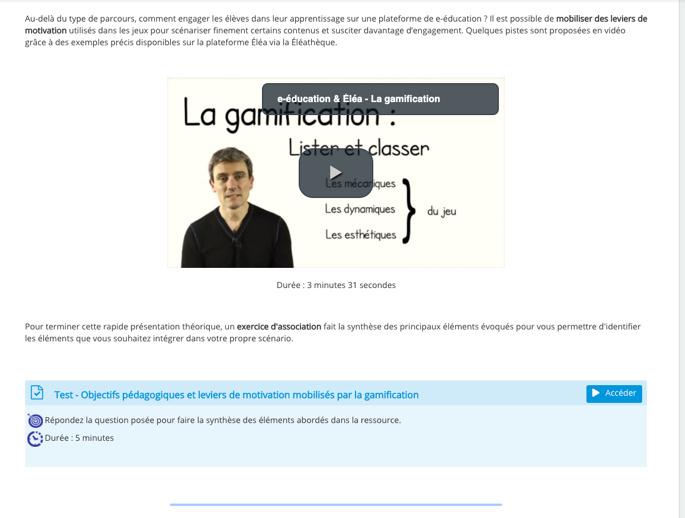 Au-delà du type de parcours, comment engager les élèves dans leur apprentissage sur une plateforme de e-éducation ? Il est possible de mobiliser des leviers de
motivation utilisés dans les jeux pour scénariser finement certains contenus et susciter davantage d'engagement. Quelques pistes sont proposées en vidéo
grâce à des exemples précis disponibles sur la plateforme Éléa via la Éléathèque.
e-éducation & Éléa - La gamification
La gamification :
Lister et classer
Les mécaniques
Les dynamiques
du jeu
Les esthétiques
Durée : 3 minutes 31 secondes
Pour terminer cette rapide présentation théorique, un exercice d'association fait la synthèse des principaux éléments évoqués pour vous permettre d'identifier
les éléments que vous souhaitez intégrer dans votre propre scénario.
Test - Objectifs pédagogiques et leviers de motivation mobilisés par la gamification
Accéder
Répondez la question posée pour faire la synthèse des éléments abordés dans la ressource.
Durée : 5 minutes